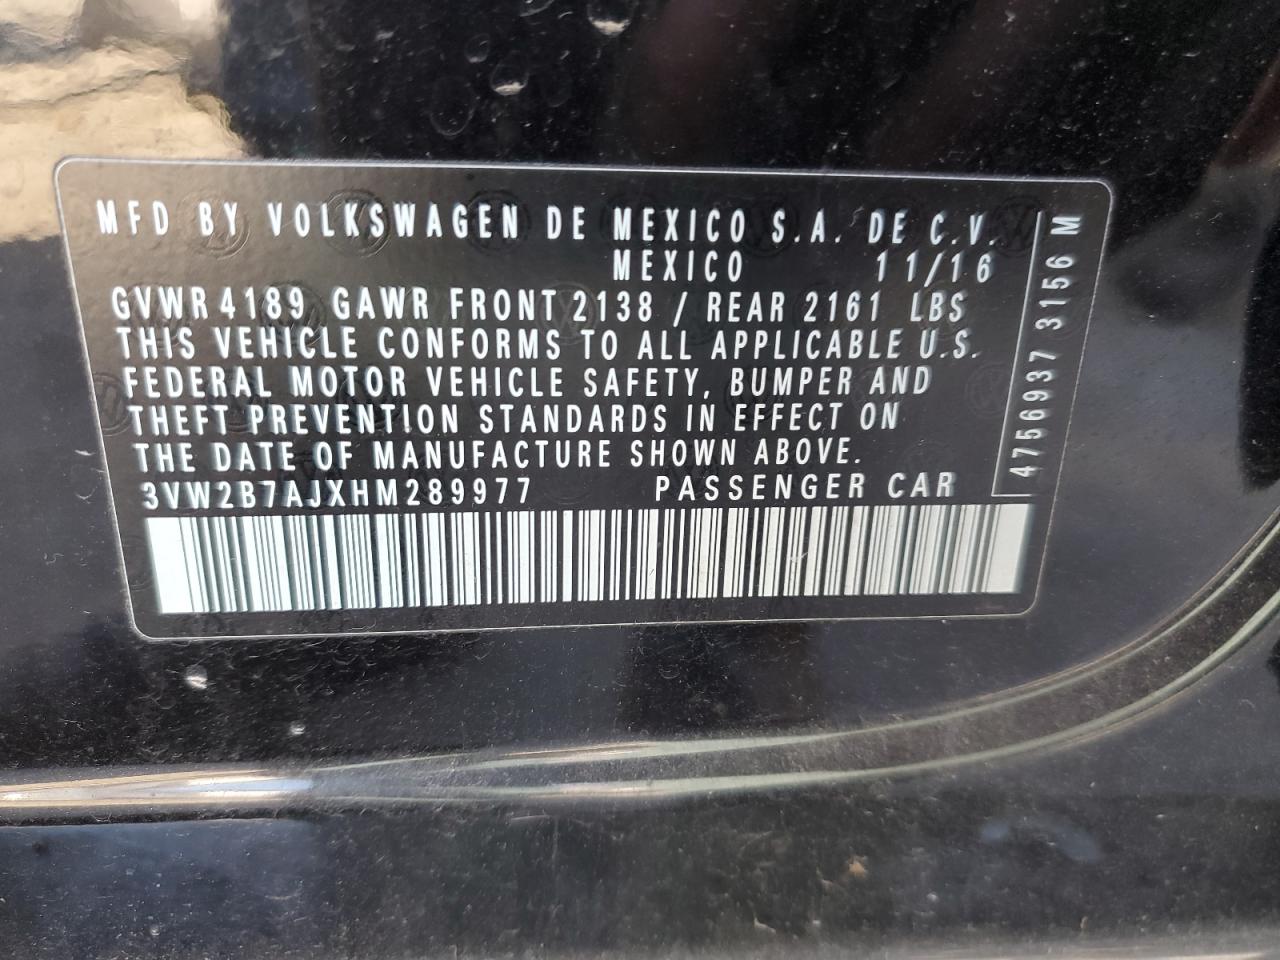 MFD BY VOLKSWAGEN DE MEXICO S.A. DE C.V.
MEXICO 11/16
GVWR 4189 GAWR FRONT 2138 / REAR 2161 LBS
THIS VEHICLE CONFORMS TO ALL APPLICABLE U.S.
FEDERAL MOTOR VEHICLE SAFETY, BUMPER AND
THEFT PREVENTION STANDARDS IN EFFECT ON
THE DATE OF MANUFACTURE SHOWN ABOVE.
3VW2B7AJXHM289977 PASSENGER CAR
4756937 3156 M